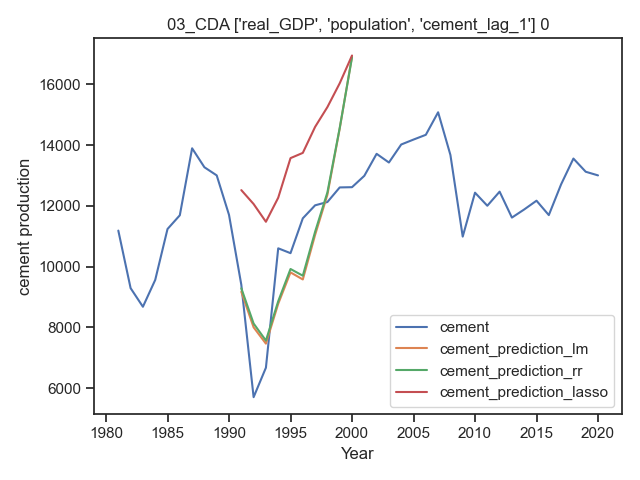 03_CDA ['real_GDP', 'population', 'cement_lag_1'] 0
16000
14000
12000
10000
8000
6000
cement production
1980 1985 1990 1995 2000 2005 2010 2015 2020
Year
cement
cement_prediction_lm
cement_prediction_rr
cement_prediction_lasso